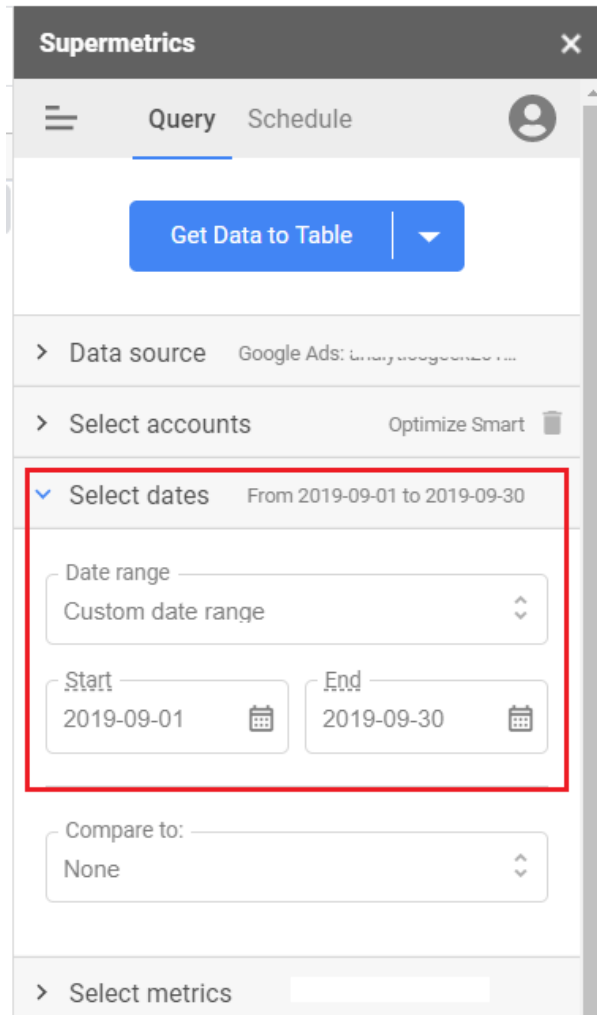 Supermetrics
Query Schedule
Get Data to Table
Data source Google Ads:
Select accounts Optimize Smart
Select dates From 2019-09-01 to 2019-09-30
Date range
Custom date range
Start End
2019-09-01 2019-09-30
Compare to:
None
Select metrics